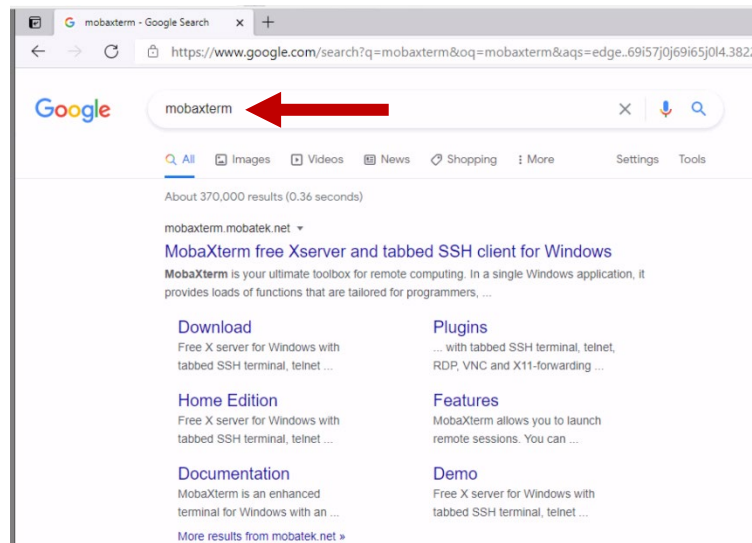 mobaxterm - Google Search
https://www.google.com/search?q=mobaxterm&oq=mobaxterm&aqs=edge..69i57j0j69i65j0l4.382
Google
mobaxterm
All Images Videos News Shopping More Settings Tools
About 370,000 results (0.36 seconds)
mobaxterm.mobatek.net
MobaXterm free Xserver and tabbed SSH client for Windows
MobaXterm is your ultimate toolbox for remote computing. In a single Windows application, it
provides loads of functions that are tailored for programmers, ...
Download
Free X server for Windows with
tabbed SSH terminal, telnet ...
Plugins
... with tabbed SSH terminal, telnet,
RDP, VNC and X11-forwarding ...
Home Edition
Free X server for Windows with
tabbed SSH terminal, telnet ...
Features
MobaXterm allows you to launch
remote sessions. You can ...
Documentation
MobaXterm is an enhanced
terminal for Windows with an ...
Demo
Free X server for Windows with
tabbed SSH terminal, telnet ...
More results from mobatek.net »